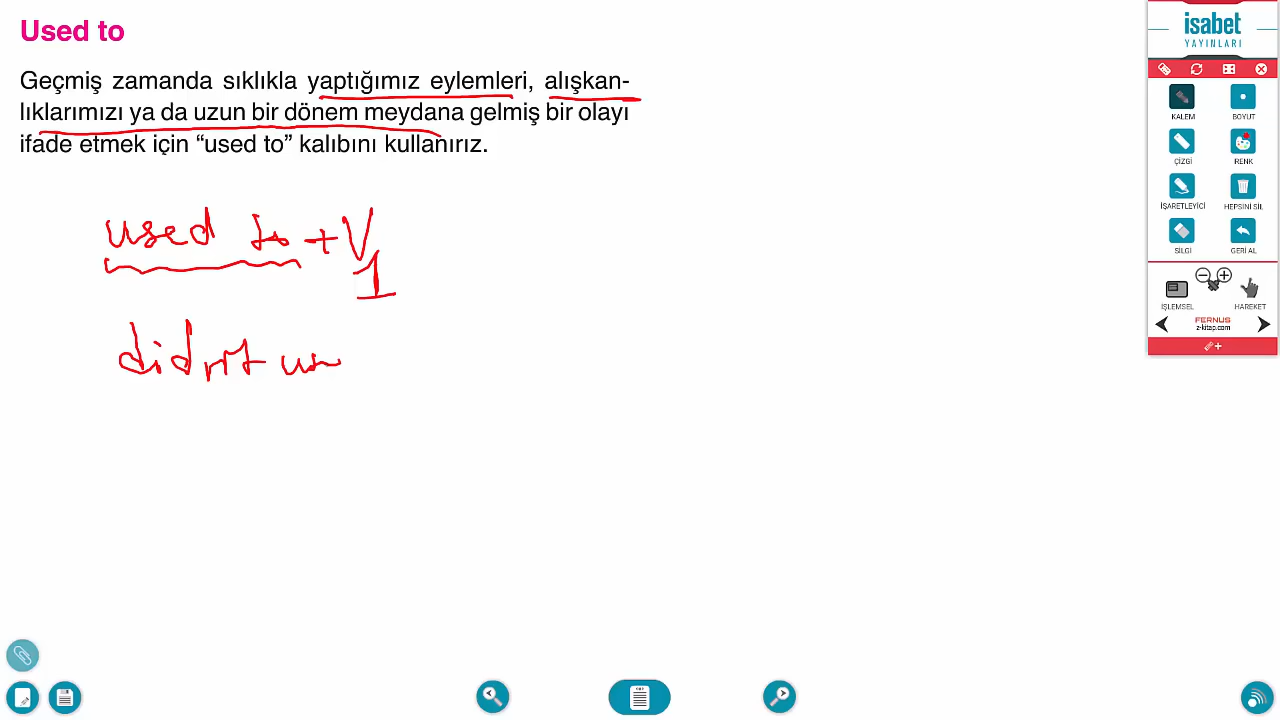 Used to
Geçmiş zamanda sıklıkla yaptığımız eylemleri, alışkan-
lıklarımızı ya da uzun bir dönem meydana gelmiş bir olayı
ifade etmek için “used to” kalıbını kullanırız.
used to + V1
didn't us
isabet
YAYINLARI
KALEM
BOYUT
ÇİZGİ
RENK
İŞARETLEYİCİ
HEPSİNİ SİL
SİLGİ
GERİ AL
İŞLEMSEL
HAREKET
FERNUS
z-kitap.com